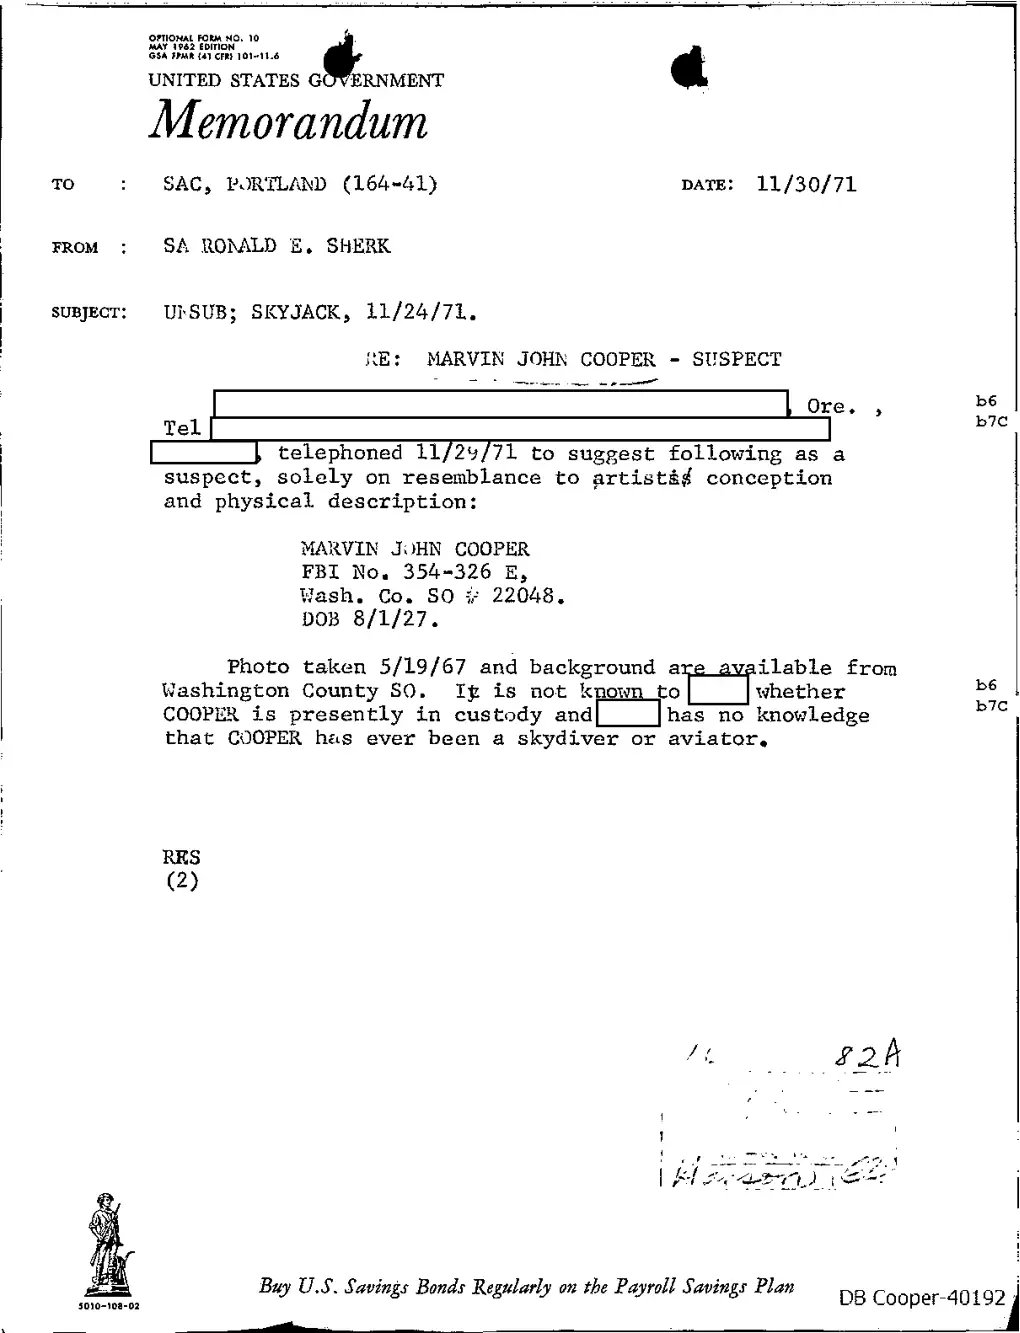 OPTIONAL FORM NO. 10
MAY 1962 EDITION
GSA FPMR (41 CFR) 101-11.6
UNITED STATES GOVERNMENT
Memorandum
TO : SAC, PORTLAND (164-41) DATE: 11/30/71
FROM : SA RONALD E. SHERK
SUBJECT: UNSUB; SKYJACK, 11/24/71.
RE: MARVIN JOHN COOPER - SUSPECT
, Ore. , b6
Tel b7C
, telephoned 11/29/71 to suggest following as a
suspect, solely on resemblance to artists conception
and physical description:
MARVIN JOHN COOPER
FBI No. 354-326 E,
Wash. Co. SO # 22048.
DOB 8/1/27.
Photo taken 5/19/67 and background are available from
Washington County SO. It is not known to whether b6
COOPER is presently in custody and has no knowledge b7C
that COOPER has ever been a skydiver or aviator.
RES
(2)
82A
Buy U.S. Savings Bonds Regularly on the Payroll Savings Plan
5010-108-02
DB Cooper-40192